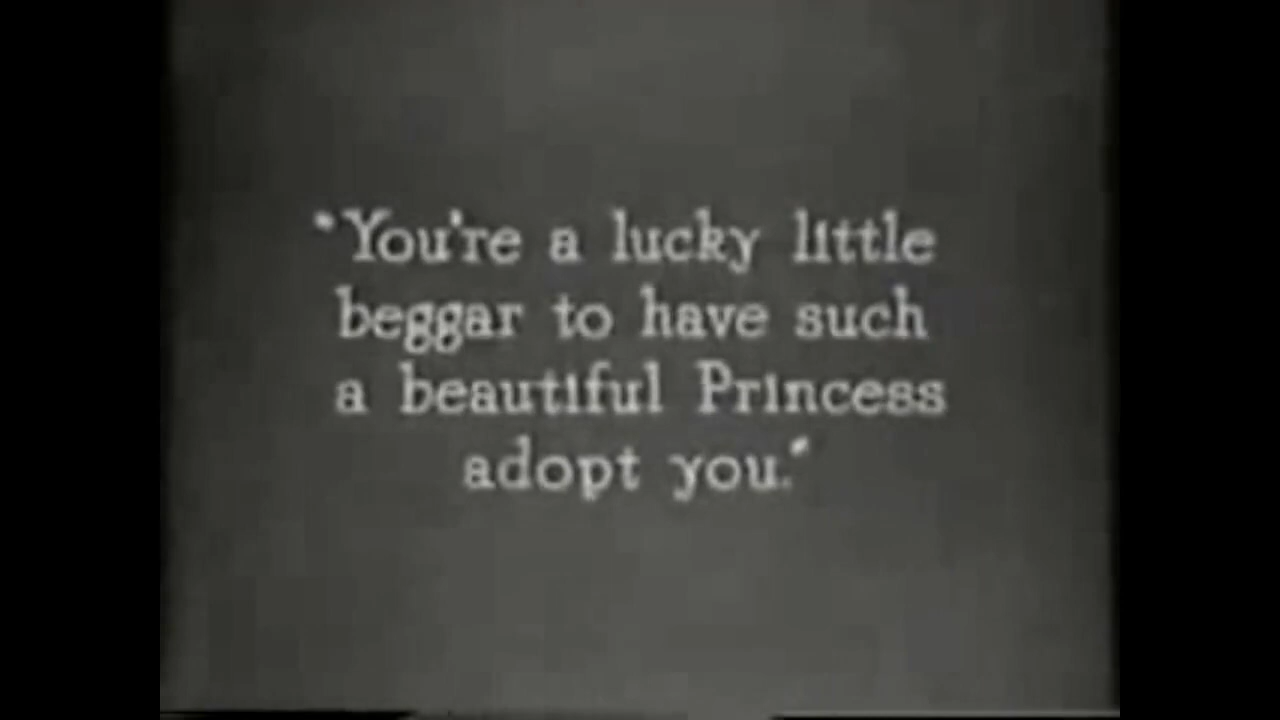 "You're a lucky little
beggar to have such
a beautiful Princess
adopt you."